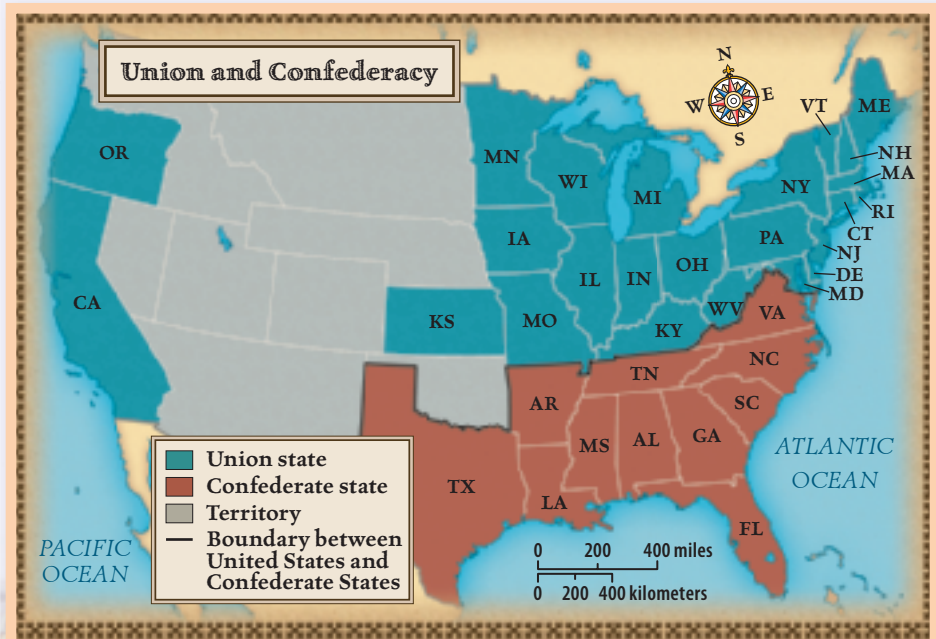 Union and Confederacy
N
W
E
S
VT
ME
OR
MN
NH
WI
MA
MI
NY
RI
CT
IA
PA
NJ
OH
DE
IL
IN
MD
CA
WV
VA
KS
MO
KY
NC
TN
AR
SC
MS
AL
GA
ATLANTIC
OCEAN
TX
LA
FL
Union state
Confederate state
Territory
Boundary between
United States and
Confederate States
PACIFIC
OCEAN
0 200 400 miles
0 200 400 kilometers